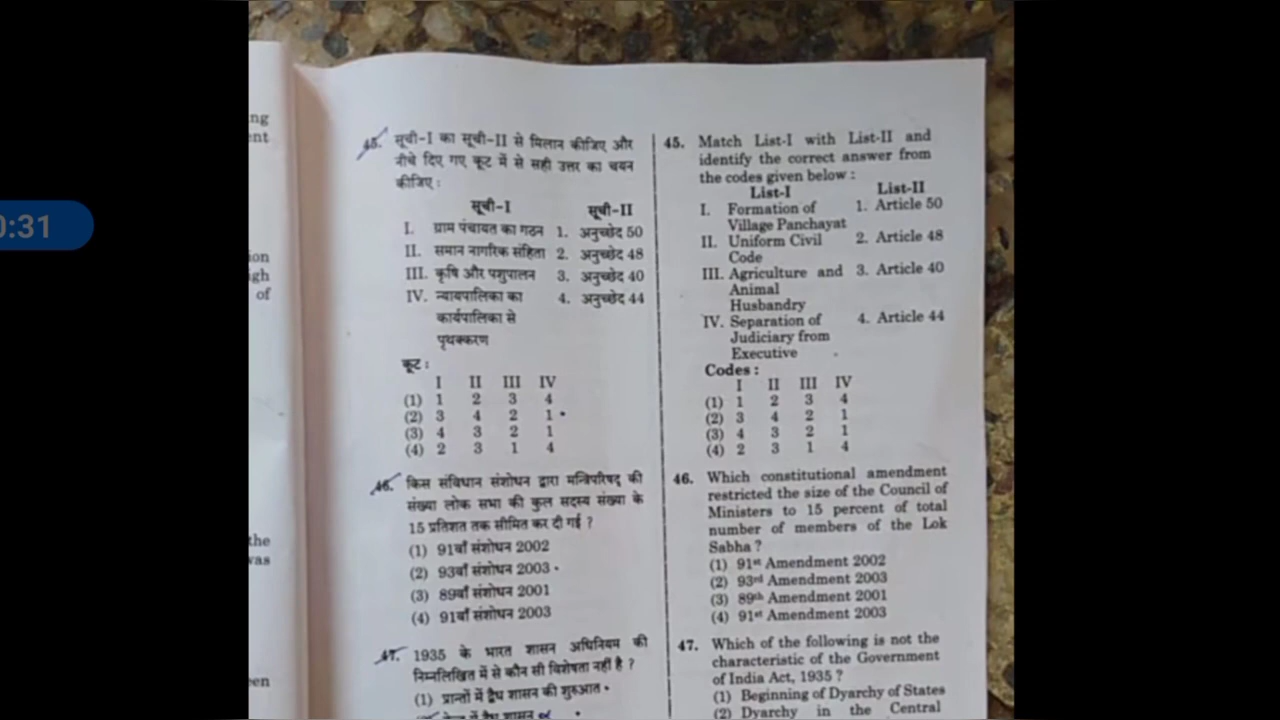 0:31
ng
ent
ion
igh
of
the
was
een
45. सूची-I का सूची-II से मिलान कीजिए और
नीचे दिए गए कूट में से सही उत्तर का चयन
कीजिए :
सूची-I सूची-II
I. ग्राम पंचायत का गठन 1. अनुच्छेद 50
II. समान नागरिक संहिता 2. अनुच्छेद 48
III. कृषि और पशुपालन 3. अनुच्छेद 40
IV. न्यायपालिका का 4. अनुच्छेद 44
कार्यपालिका से
पृथक्करण
कूट :
I II III IV
(1) 1 2 3 4
(2) 3 4 2 1
(3) 4 3 2 1
(4) 2 3 1 4
46. किस संविधान संशोधन द्वारा मन्त्रिपरिषद् की
संख्या लोक सभा की कुल सदस्य संख्या के
15 प्रतिशत तक सीमित कर दी गई ?
(1) 91वाँ संशोधन 2002
(2) 93वाँ संशोधन 2003
(3) 89वाँ संशोधन 2001
(4) 91वाँ संशोधन 2003
47. 1935 के भारत शासन अधिनियम की
निम्नलिखित में से कौन सी विशेषता नहीं है ?
(1) प्रान्तों में द्वैध शासन की शुरुआत
45. Match List-I with List-II and
identify the correct answer from
the codes given below :
List-I List-II
I. Formation of 1. Article 50
Village Panchayat
II. Uniform Civil 2. Article 48
Code
III. Agriculture and 3. Article 40
Animal
Husbandry
IV. Separation of 4. Article 44
Judiciary from
Executive
Codes :
I II III IV
(1) 1 2 3 4
(2) 3 4 2 1
(3) 4 3 2 1
(4) 2 3 1 4
46. Which constitutional amendment
restricted the size of the Council of
Ministers to 15 percent of total
number of members of the Lok
Sabha ?
(1) 91st Amendment 2002
(2) 93rd Amendment 2003
(3) 89th Amendment 2001
(4) 91st Amendment 2003
47. Which of the following is not the
characteristic of the Government
of India Act, 1935 ?
(1) Beginning of Dyarchy of States
(2) Dyarchy in the Central